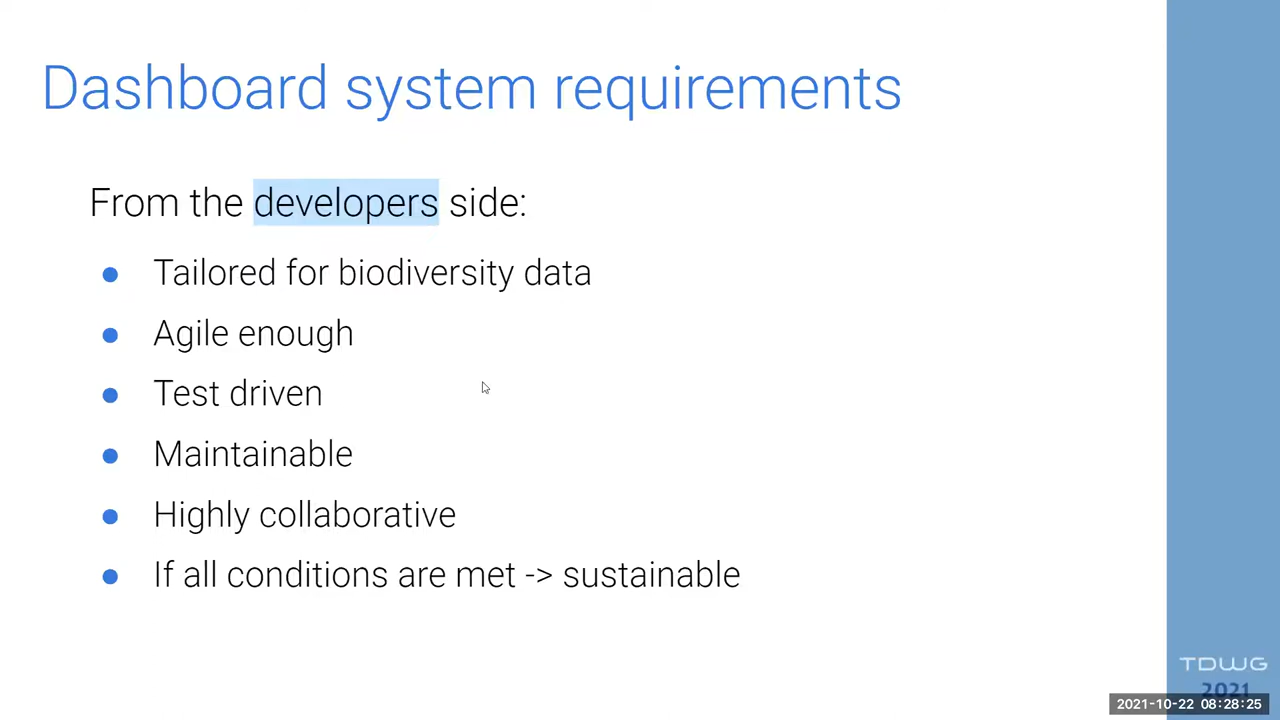 Dashboard system requirements
From the developers side:
● Tailored for biodiversity data
● Agile enough
● Test driven
● Maintainable
● Highly collaborative
● If all conditions are met -> sustainable
TDWG
2021
2021-10-22 08:28:25